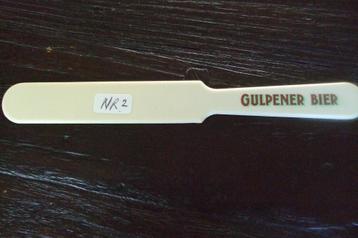 NR. 2
GULPENER BIER